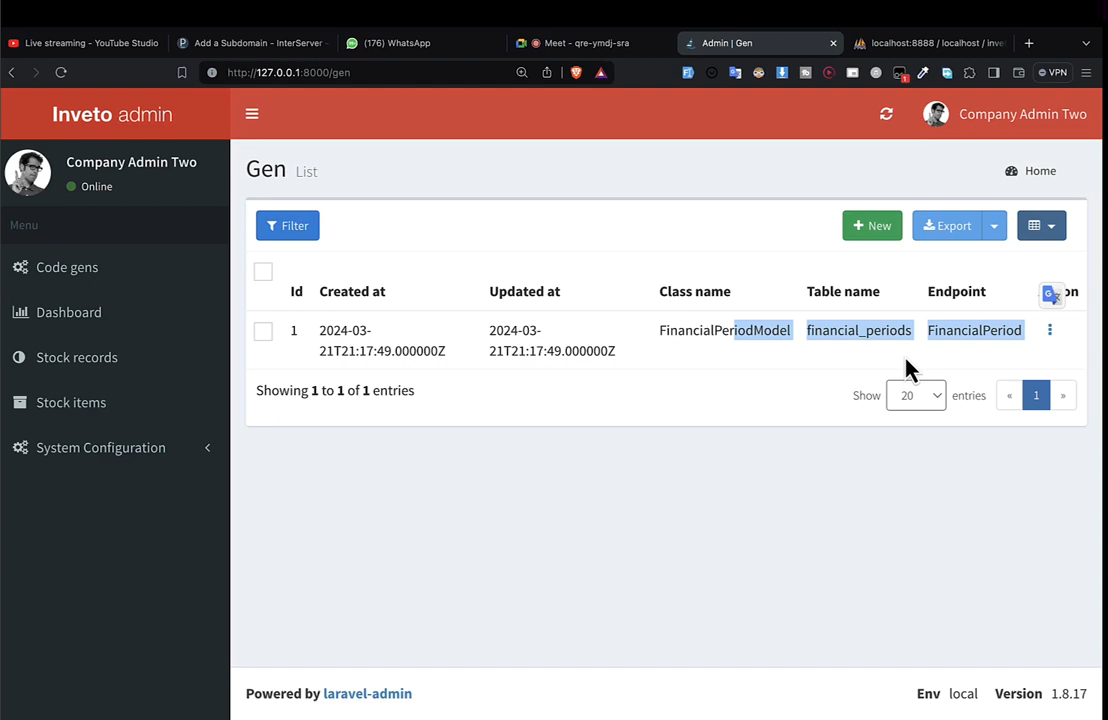 Live streaming - YouTube Studio
Add a Subdomain - InterServer
(176) WhatsApp
Meet - qre-ymdj-sra
Admin | Gen
localhost:8888 / localhost / inve
http://127.0.0.1:8000/gen
VPN
Inveto admin
Company Admin Two
Company Admin Two
Online
Menu
Code gens
Dashboard
Stock records
Stock items
System Configuration
Gen List
Home
Filter
New
Export
Id Created at Updated at Class name Table name Endpoint
1 2024-03- 2024-03- FinancialPeriodModel financial_periods FinancialPeriod
21T21:17:49.000000Z 21T21:17:49.000000Z
Showing 1 to 1 of 1 entries
Show 20 entries « 1 »
Powered by laravel-admin
Env local Version 1.8.17